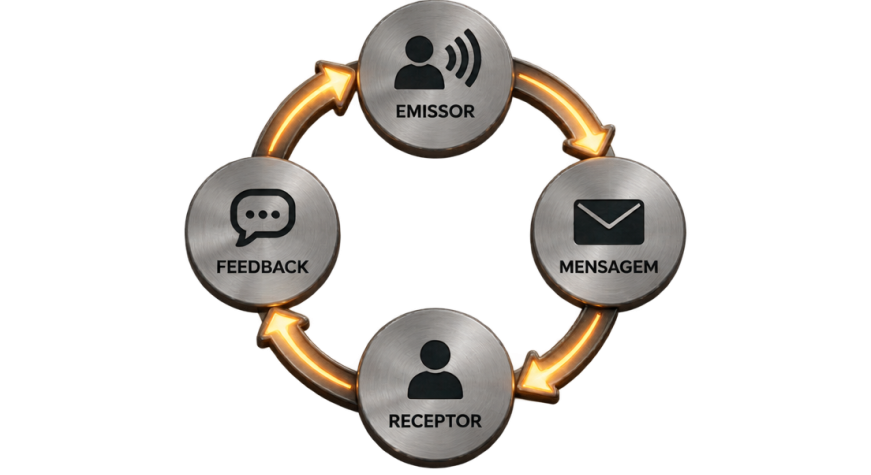 EMISSOR
MENSAGEM
RECEPTOR
FEEDBACK